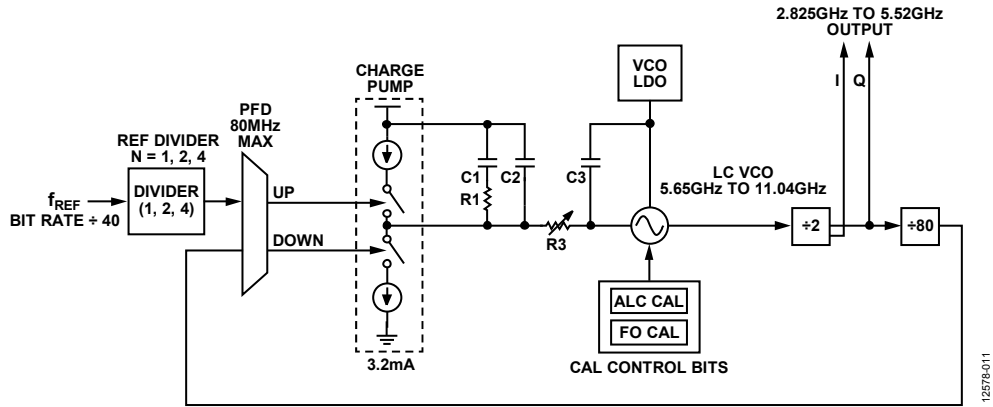 2.825GHz TO 5.52GHz
OUTPUT
I
Q
VCO
LDO
CHARGE
PUMP
PFD
80MHz
MAX
REF DIVIDER
N = 1, 2, 4
fREF
BIT RATE ÷ 40
DIVIDER
(1, 2, 4)
UP
DOWN
C1
R1
C2
C3
R3
LC VCO
5.65GHz TO 11.04GHz
÷2
÷80
ALC CAL
FO CAL
CAL CONTROL BITS
3.2mA
12578-011